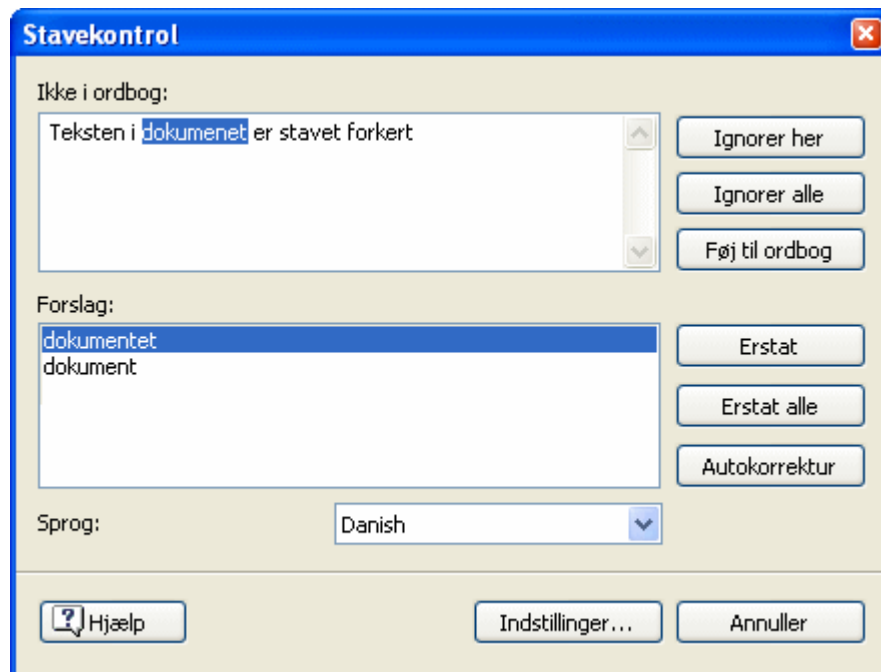 Stavekontrol
Ikke i ordbog:
Teksten i dokumenet er stavet forkert
Ignorer her
Ignorer alle
Føj til ordbog
Forslag:
dokumentet
dokument
Erstat
Erstat alle
Autokorrektur
Sprog:
Danish
Hjælp
Indstillinger...
Annuller